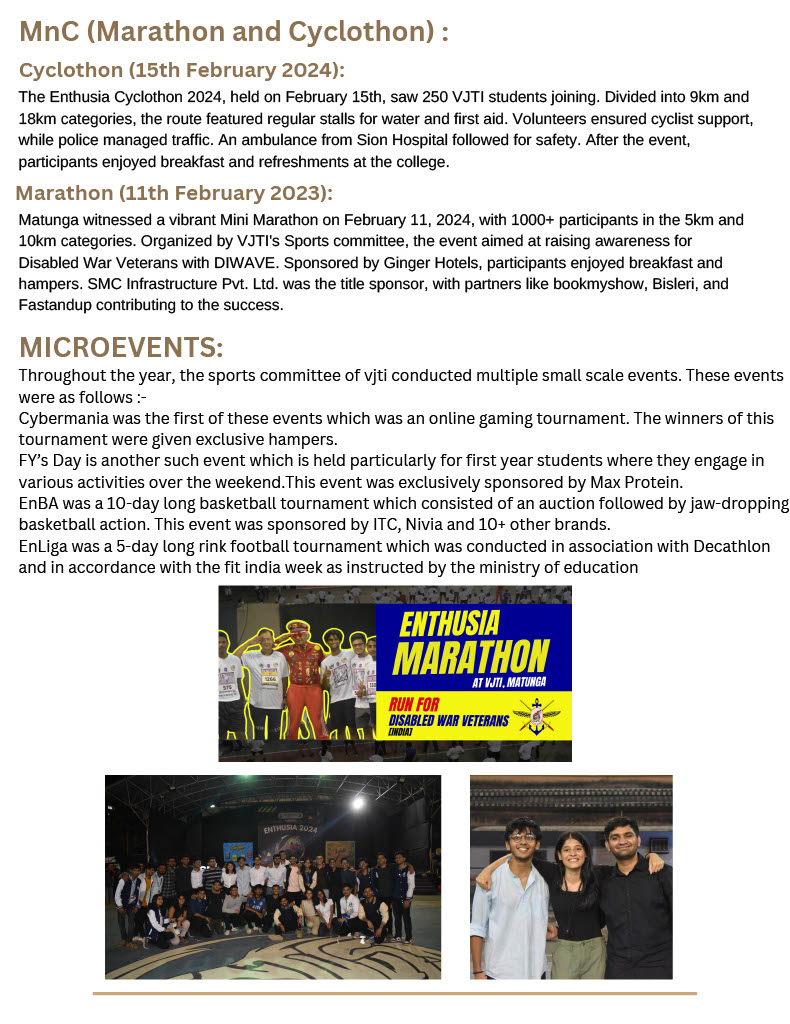 MnC (Marathon and Cyclothon) :
Cyclothon (15th February 2024):
The Enthusia Cyclothon 2024, held on February 15th, saw 250 VJTI students joining. Divided into 9km and
18km categories, the route featured regular stalls for water and first aid. Volunteers ensured cyclist support,
while police managed traffic. An ambulance from Sion Hospital followed for safety. After the event,
participants enjoyed breakfast and refreshments at the college.
Marathon (11th February 2023):
Matunga witnessed a vibrant Mini Marathon on February 11, 2024, with 1000+ participants in the 5km and
10km categories. Organized by VJTI's Sports committee, the event aimed at raising awareness for
Disabled War Veterans with DIWAVE. Sponsored by Ginger Hotels, participants enjoyed breakfast and
hampers. SMC Infrastructure Pvt. Ltd. was the title sponsor, with partners like bookmyshow, Bisleri, and
Fastandup contributing to the success.
MICROEVENTS:
Throughout the year, the sports committee of vjti conducted multiple small scale events. These events
were as follows :-
Cybermania was the first of these events which was an online gaming tournament. The winners of this
tournament were given exclusive hampers.
FY's Day is another such event which is held particularly for first year students where they engage in
various activities over the weekend.This event was exclusively sponsored by Max Protein.
EnBA was a 10-day long basketball tournament which consisted of an auction followed by jaw-dropping
basketball action. This event was sponsored by ITC, Nivia and 10+ other brands.
EnLiga was a 5-day long rink football tournament which was conducted in association with Decathlon
and in accordance with the fit india week as instructed by the ministry of education
ENTHUSIA
MARATHON
AT VJTI, MATUNGA
RUN FOR
DISABLED WAR VETERANS
(INDIA)
575
1266
ENTHUSIA 2024